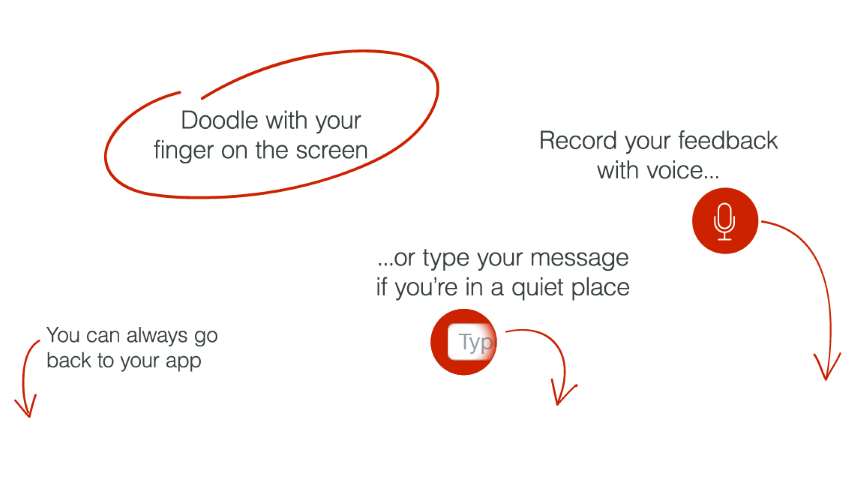 Doodle with your
finger on the screen
Record your feedback
with voice...
...or type your message
if you're in a quiet place
Typ
You can always go
back to your app